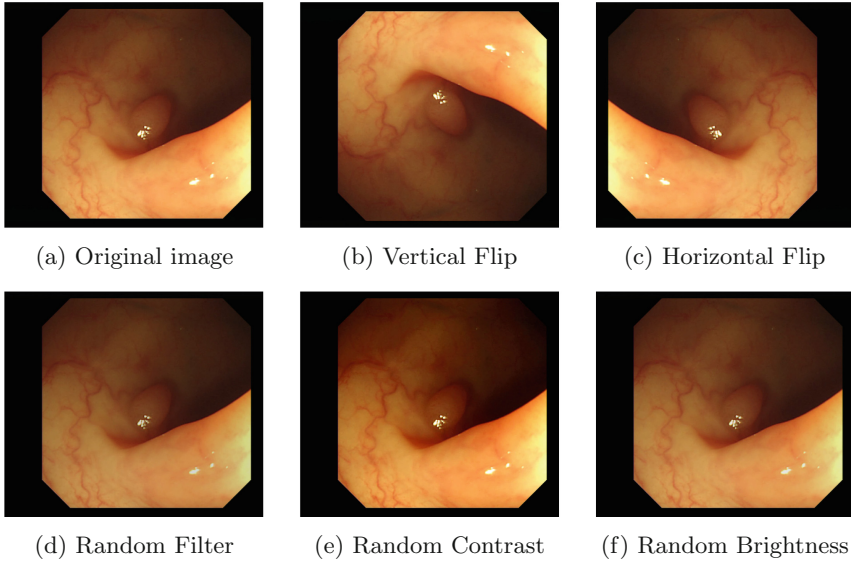 (a) Original image
(b) Vertical Flip
(c) Horizontal Flip
(d) Random Filter
(e) Random Contrast
(f) Random Brightness